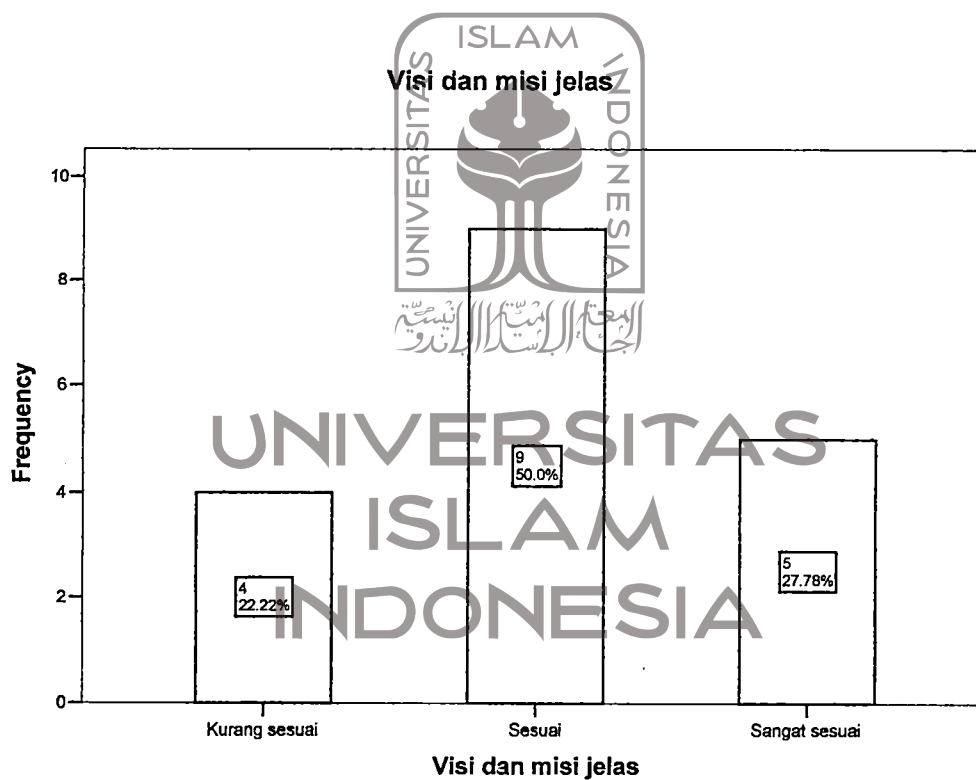 ISLAM
UNIVERSITAS
INDONESIA
Visi dan misi jelas
10
8
6
4
2
0
Frequency
UNIVERSITAS
ISLAM
INDONESIA
4
22.22%
9
50.0%
5
27.78%
Kurang sesuai
Sesuai
Sangat sesuai
Visi dan misi jelas